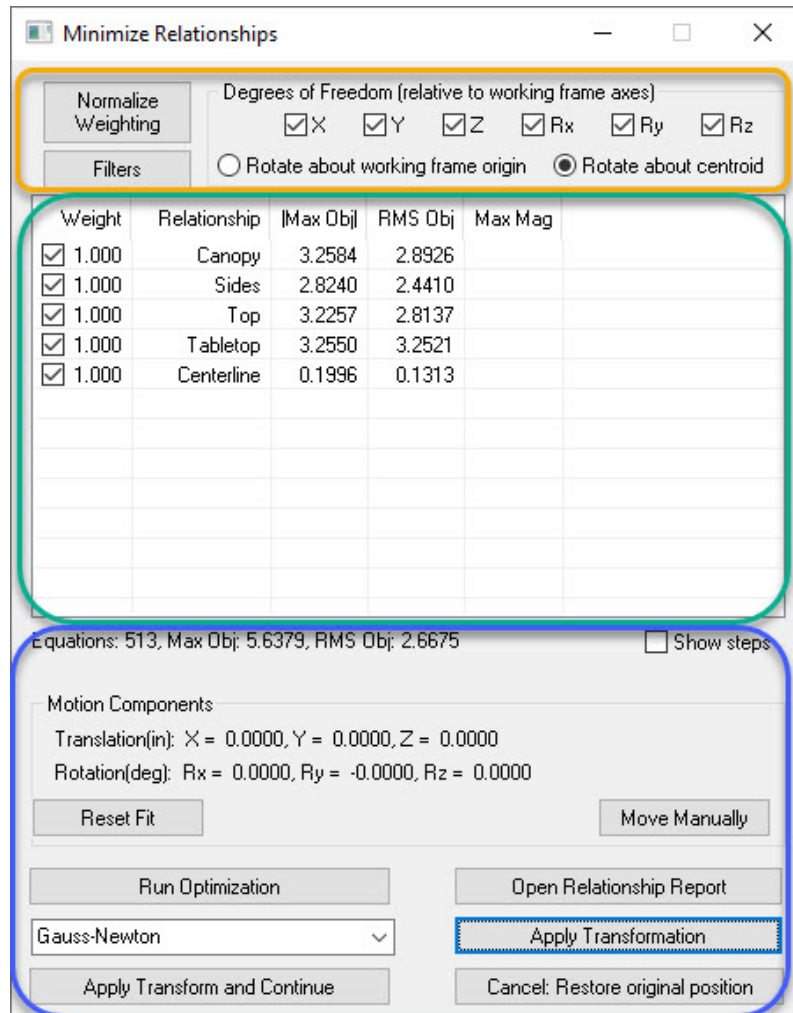 Minimize Relationships
Normalize Weighting
Degrees of Freedom (relative to working frame axes)
X Y Z Rx Ry Rz
Filters
Rotate about working frame origin Rotate about centroid
Weight Relationship |Max Obj| RMS Obj Max Mag
1.000 Canopy 3.2584 2.8926
1.000 Sides 2.8240 2.4410
1.000 Top 3.2257 2.8137
1.000 Tabletop 3.2550 3.2521
1.000 Centerline 0.1996 0.1313
Equations: 513, Max Obj: 5.6379, RMS Obj: 2.6675 Show steps
Motion Components
Translation(in): X = 0.0000, Y = 0.0000, Z = 0.0000
Rotation(deg): Rx = 0.0000, Ry = -0.0000, Rz = 0.0000
Reset Fit Move Manually
Run Optimization Open Relationship Report
Gauss-Newton Apply Transformation
Apply Transform and Continue Cancel: Restore original position